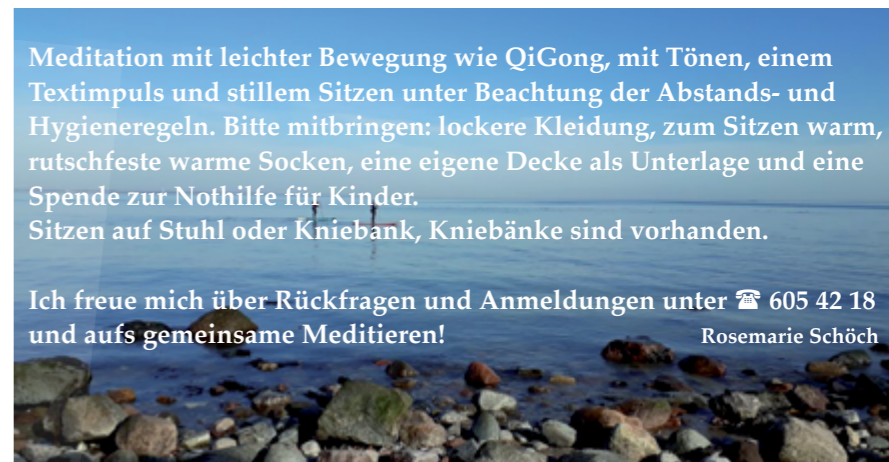 Meditation mit leichter Bewegung wie QiGong, mit Tönen, einem
Textimpuls und stillem Sitzen unter Beachtung der Abstands- und
Hygieneregeln. Bitte mitbringen: lockere Kleidung, zum Sitzen warm,
rutschfeste warme Socken, eine eigene Decke als Unterlage und eine
Spende zur Nothilfe für Kinder.
Sitzen auf Stuhl oder Kniebank, Kniebänke sind vorhanden.
Ich freue mich über Rückfragen und Anmeldungen unter ☎ 605 42 18
und aufs gemeinsame Meditieren! Rosemarie Schöch